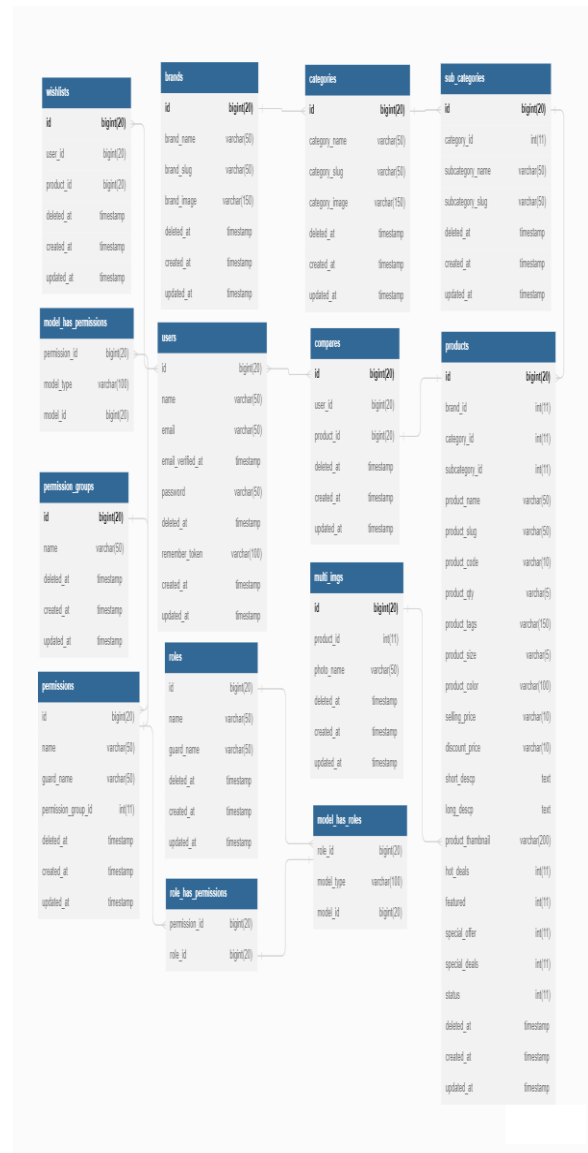 wishlists
id bigint(20)
user_id bigint(20)
product_id bigint(20)
deleted_at timestamp
created_at timestamp
updated_at timestamp
brands
id bigint(20)
brand_name varchar(50)
brand_slug varchar(50)
brand_image varchar(150)
deleted_at timestamp
created_at timestamp
updated_at timestamp
categories
id bigint(20)
category_name varchar(50)
category_slug varchar(50)
category_image varchar(150)
deleted_at timestamp
created_at timestamp
updated_at timestamp
sub_categories
id bigint(20)
category_id int(11)
subcategory_name varchar(50)
subcategory_slug varchar(50)
deleted_at timestamp
created_at timestamp
updated_at timestamp
model_has_permissions
permission_id bigint(20)
model_type varchar(100)
model_id bigint(20)
users
id bigint(20)
name varchar(50)
email varchar(50)
email_verified_at timestamp
password varchar(50)
deleted_at timestamp
remember_token varchar(100)
created_at timestamp
updated_at timestamp
compares
id bigint(20)
user_id bigint(20)
product_id bigint(20)
deleted_at timestamp
created_at timestamp
updated_at timestamp
products
id bigint(20)
brand_id int(11)
category_id int(11)
subcategory_id int(11)
product_name varchar(50)
product_slug varchar(50)
product_code varchar(10)
product_qty varchar(5)
product_tags varchar(150)
product_size varchar(5)
product_color varchar(100)
selling_price varchar(10)
discount_price varchar(10)
short_descp text
long_descp text
product_thumbnail varchar(200)
hot_deals int(11)
featured int(11)
special_offer int(11)
special_deals int(11)
status int(11)
deleted_at timestamp
created_at timestamp
updated_at timestamp
permission_groups
id bigint(20)
name varchar(50)
deleted_at timestamp
created_at timestamp
updated_at timestamp
multi_imgs
id bigint(20)
product_id int(11)
photo_name varchar(50)
deleted_at timestamp
created_at timestamp
updated_at timestamp
permissions
id bigint(20)
name varchar(50)
guard_name varchar(50)
permission_group_id int(11)
deleted_at timestamp
created_at timestamp
updated_at timestamp
roles
id bigint(20)
name varchar(50)
guard_name varchar(50)
deleted_at timestamp
created_at timestamp
updated_at timestamp
model_has_roles
role_id bigint(20)
model_type varchar(100)
model_id bigint(20)
role_has_permissions
permission_id bigint(20)
role_id bigint(20)